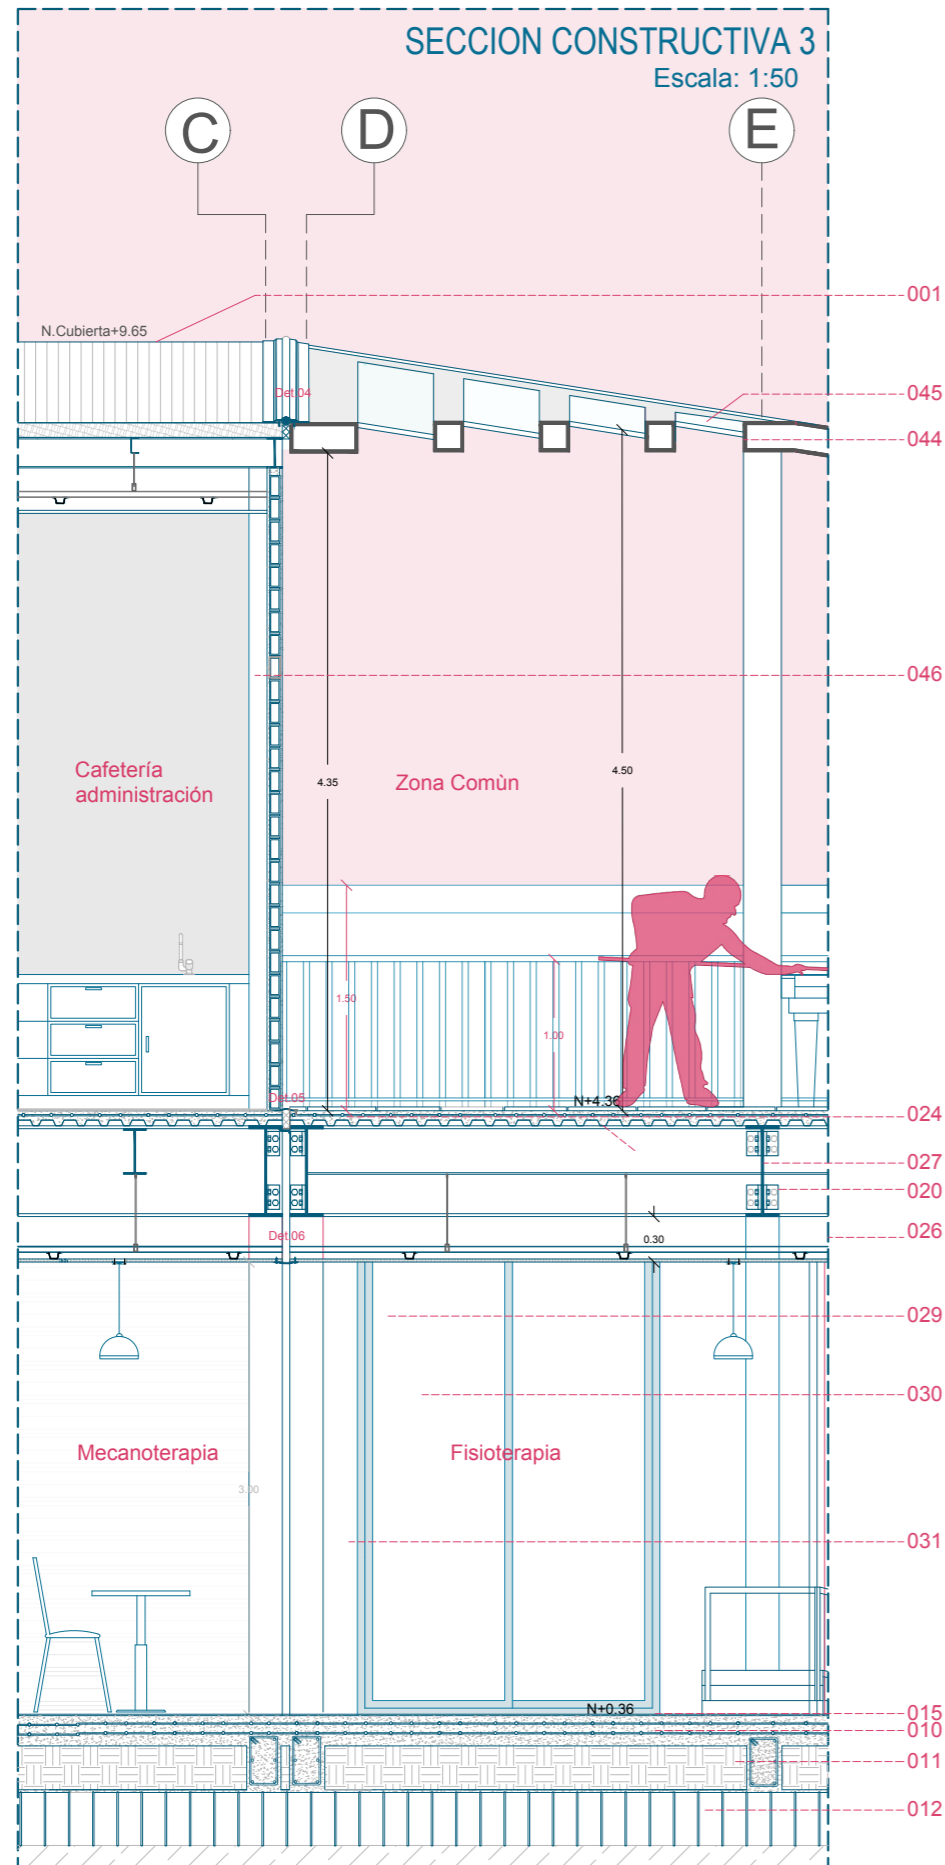 SECCION CONSTRUCTIVA 3
Escala: 1:50
C D E
001
N.Cubierta+9.65
Det.04
045
044
046
Cafetería
administración
4.35
Zona Comùn
4.50
1.50
1.00
Det.05
N+4.36
024
027
020
Det.06
0.30
026
029
030
Mecanoterapia
Fisioterapia
3.00
031
N+0.36
015
010
011
012